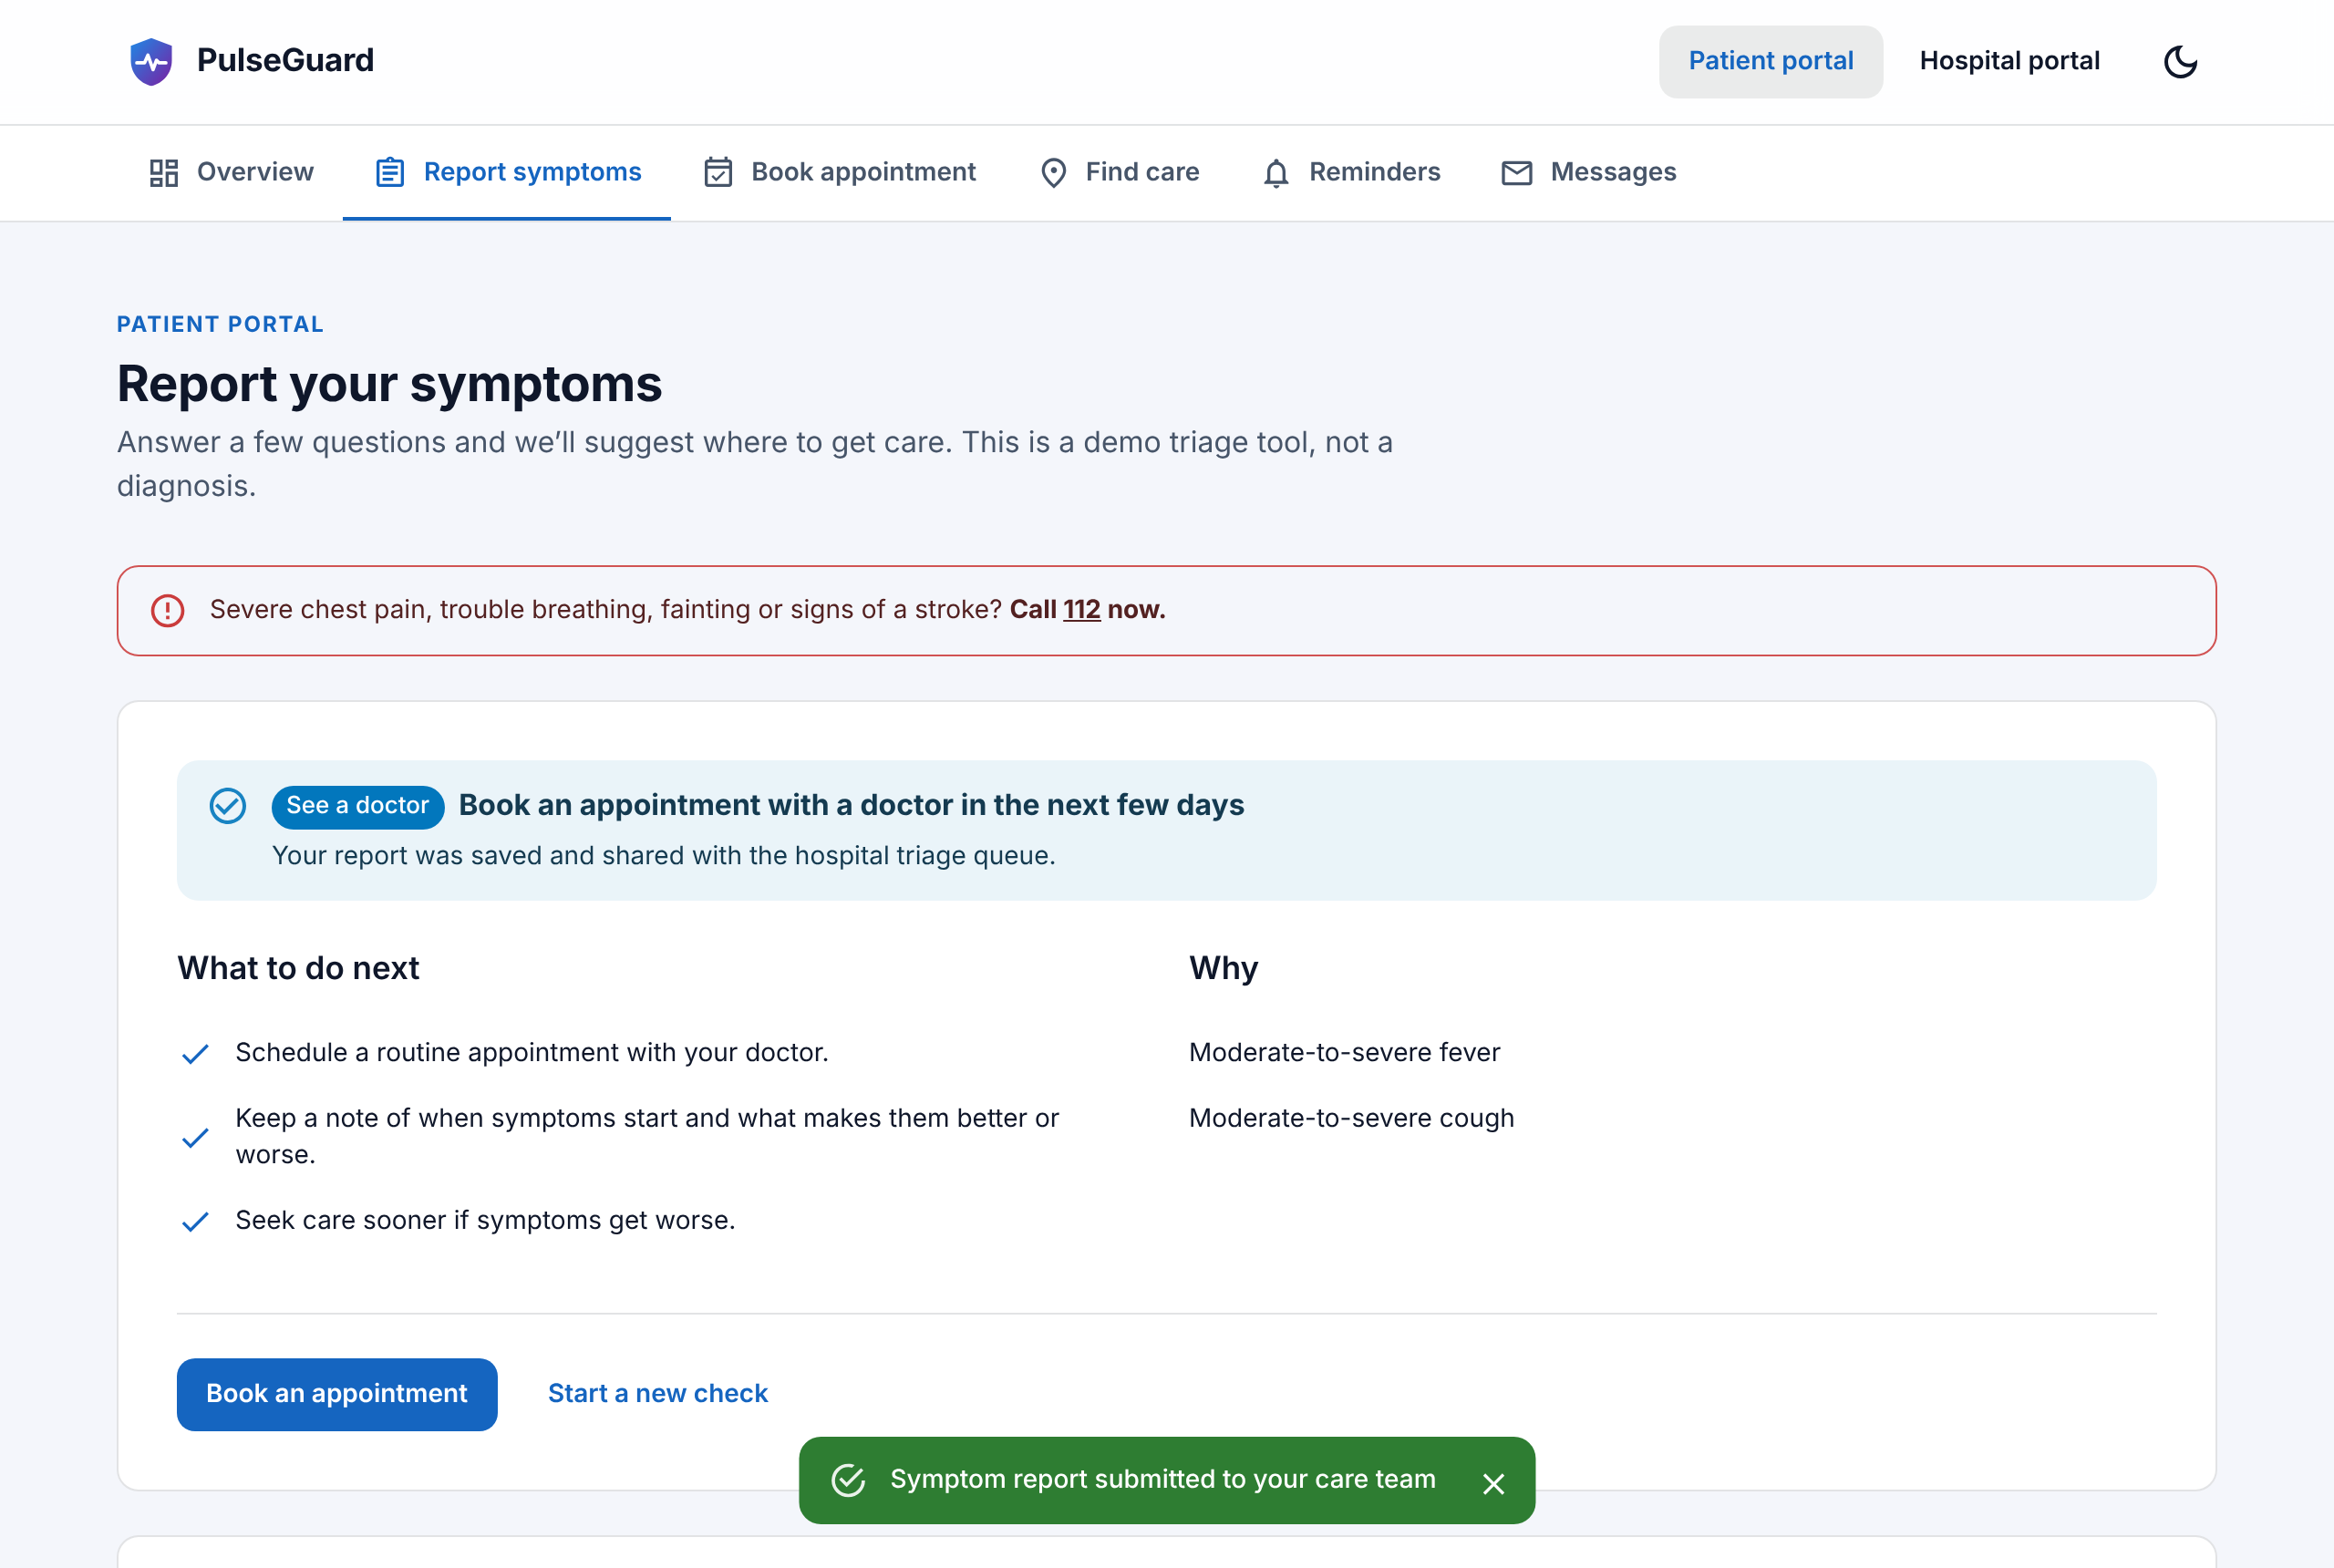 PulseGuard
Patient portal
Hospital portal
Overview
Report symptoms
Book appointment
Find care
Reminders
Messages
PATIENT PORTAL
Report your symptoms
Answer a few questions and we’ll suggest where to get care. This is a demo triage tool, not a
diagnosis.
Severe chest pain, trouble breathing, fainting or signs of a stroke? Call 112 now.
See a doctor Book an appointment with a doctor in the next few days
Your report was saved and shared with the hospital triage queue.
What to do next
Schedule a routine appointment with your doctor.
Keep a note of when symptoms start and what makes them better or
worse.
Seek care sooner if symptoms get worse.
Why
Moderate-to-severe fever
Moderate-to-severe cough
Book an appointment
Start a new check
Symptom report submitted to your care team